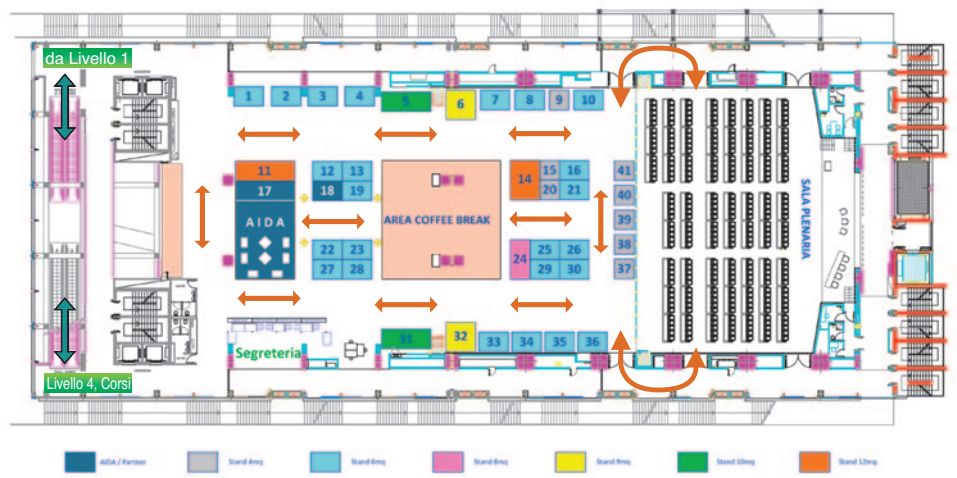 da Livello 1
1 2 3 4 5 6 7 8 9 10
11 12 13 14 15 16 41
17 18 19 20 21 40
AIDA
AREA COFFEE BREAK
39
SALA PLENARIA
22 23 24 25 26 38
27 28 29 30 37
Segreteria
31 32 33 34 35 36
Livello 4, Corsi
AIDA / Partner
Stand 4mq
Stand 6mq
Stand 8mq
Stand 9mq
Stand 10mq
Stand 12mq